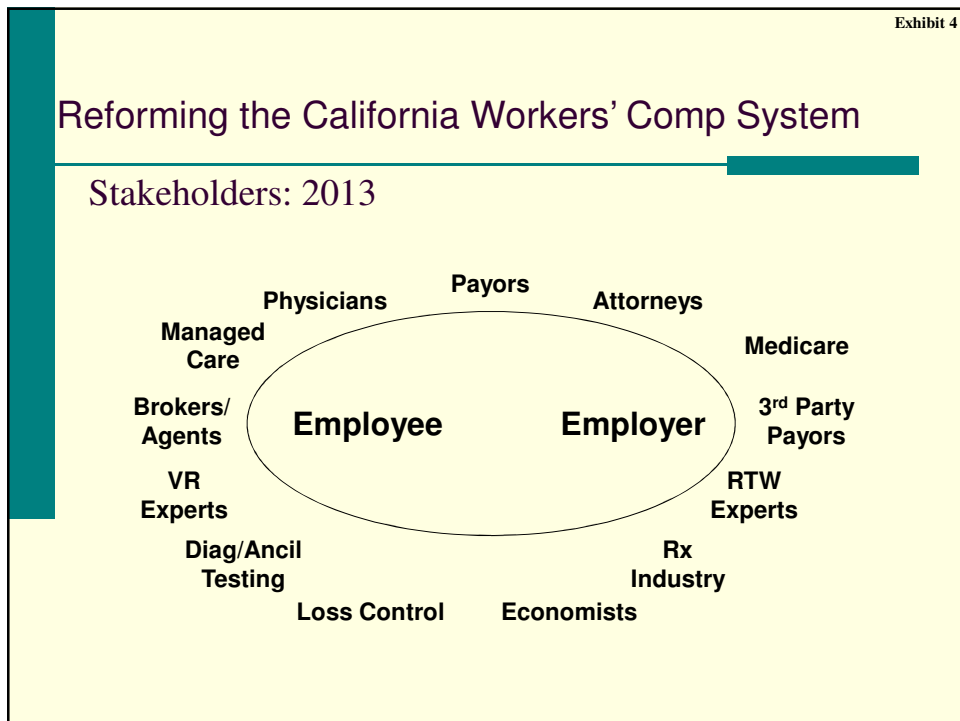 Exhibit 4
Reforming the California Workers' Comp System
Stakeholders: 2013
Payors
Physicians
Attorneys
Managed
Care
Medicare
Brokers/
Agents
Employee
Employer
3rd Party
Payors
VR
Experts
RTW
Experts
Diag/Ancil
Testing
Rx
Industry
Loss Control
Economists